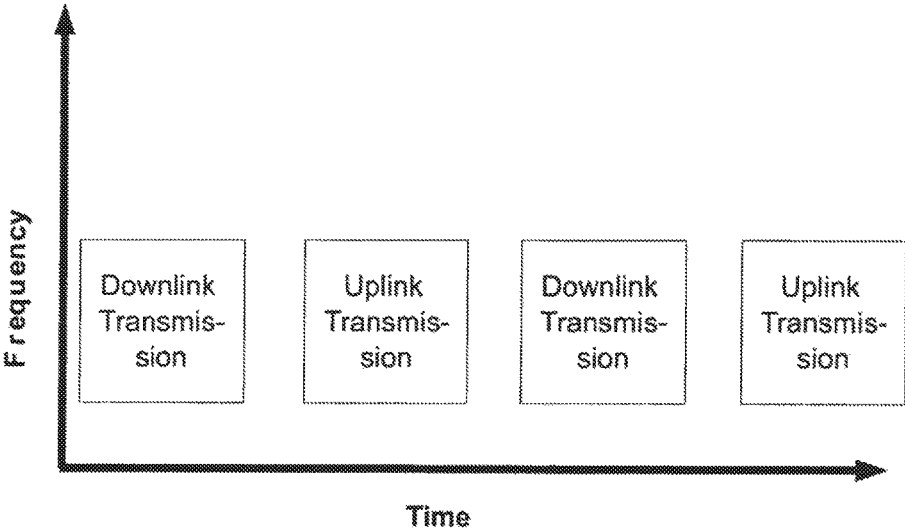 Frequency
Downlink
Transmis-
sion
Uplink
Transmis-
sion
Downlink
Transmis-
sion
Uplink
Transmis-
sion
Time